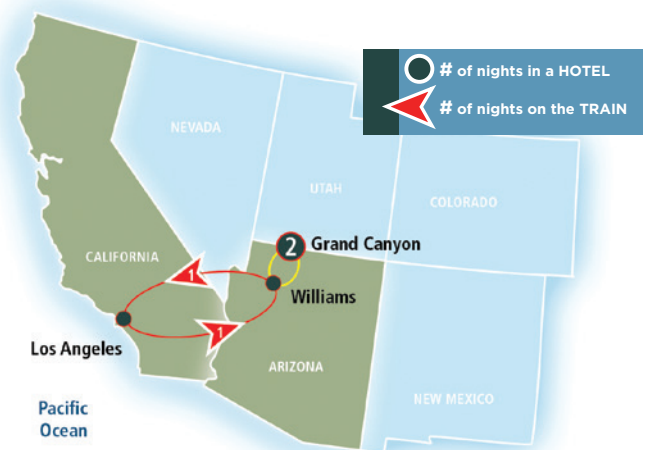 # of nights in a HOTEL
# of nights on the TRAIN
NEVADA
UTAH
COLORADO
2
Grand Canyon
CALIFORNIA
1
Williams
1
Los Angeles
ARIZONA
NEW MEXICO
Pacific
Ocean